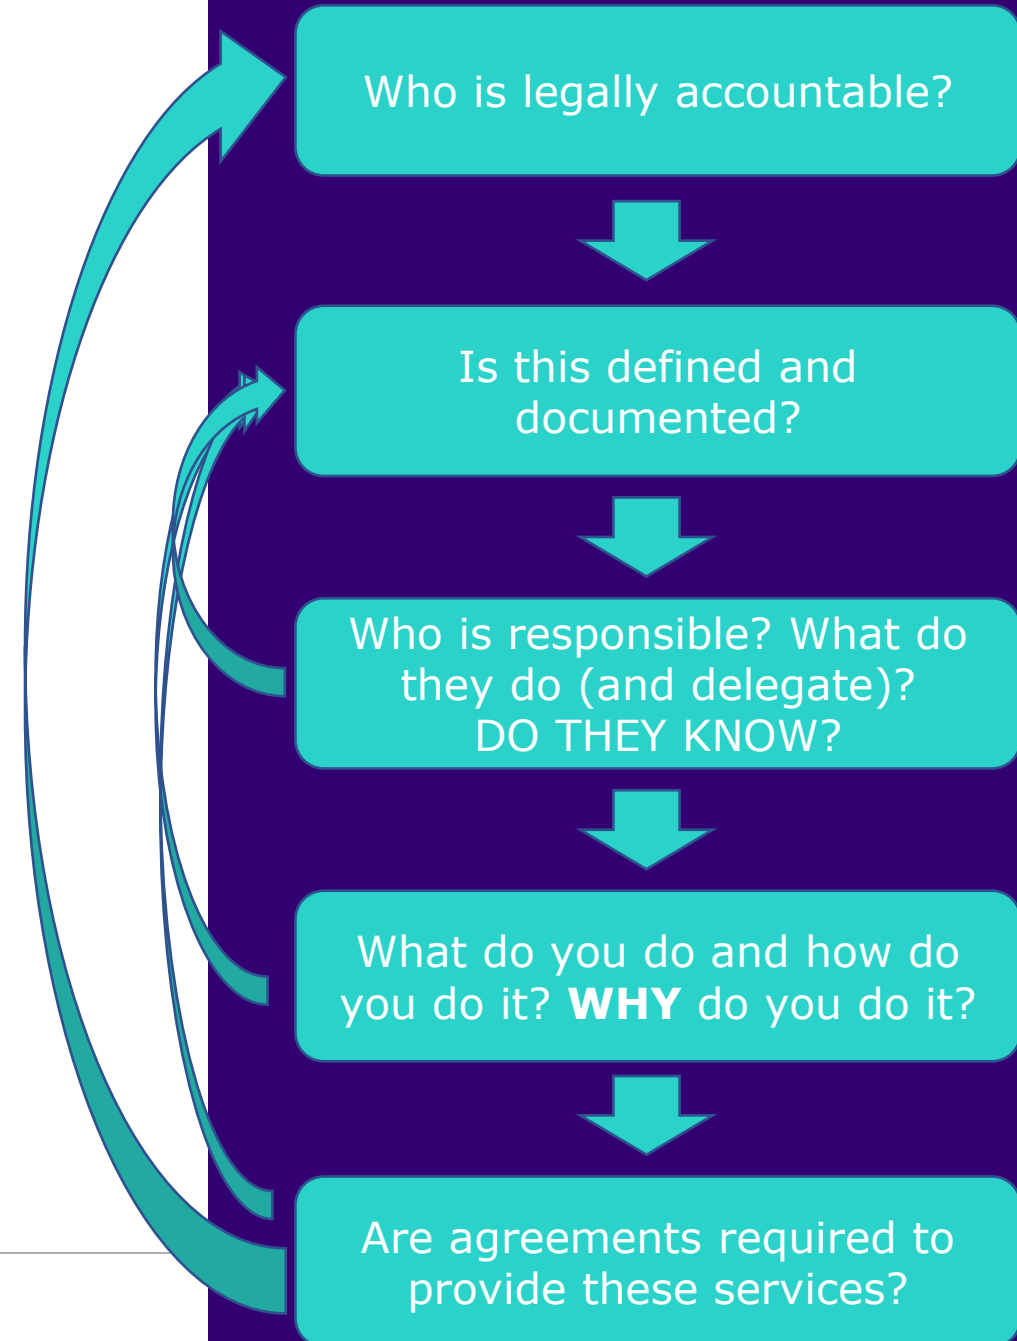 Who is legally accountable?
Is this defined and
documented?
Who is responsible? What do
they do (and delegate)?
DO THEY KNOW?
What do you do and how do
you do it? WHY do you do it?
Are agreements required to
provide these services?